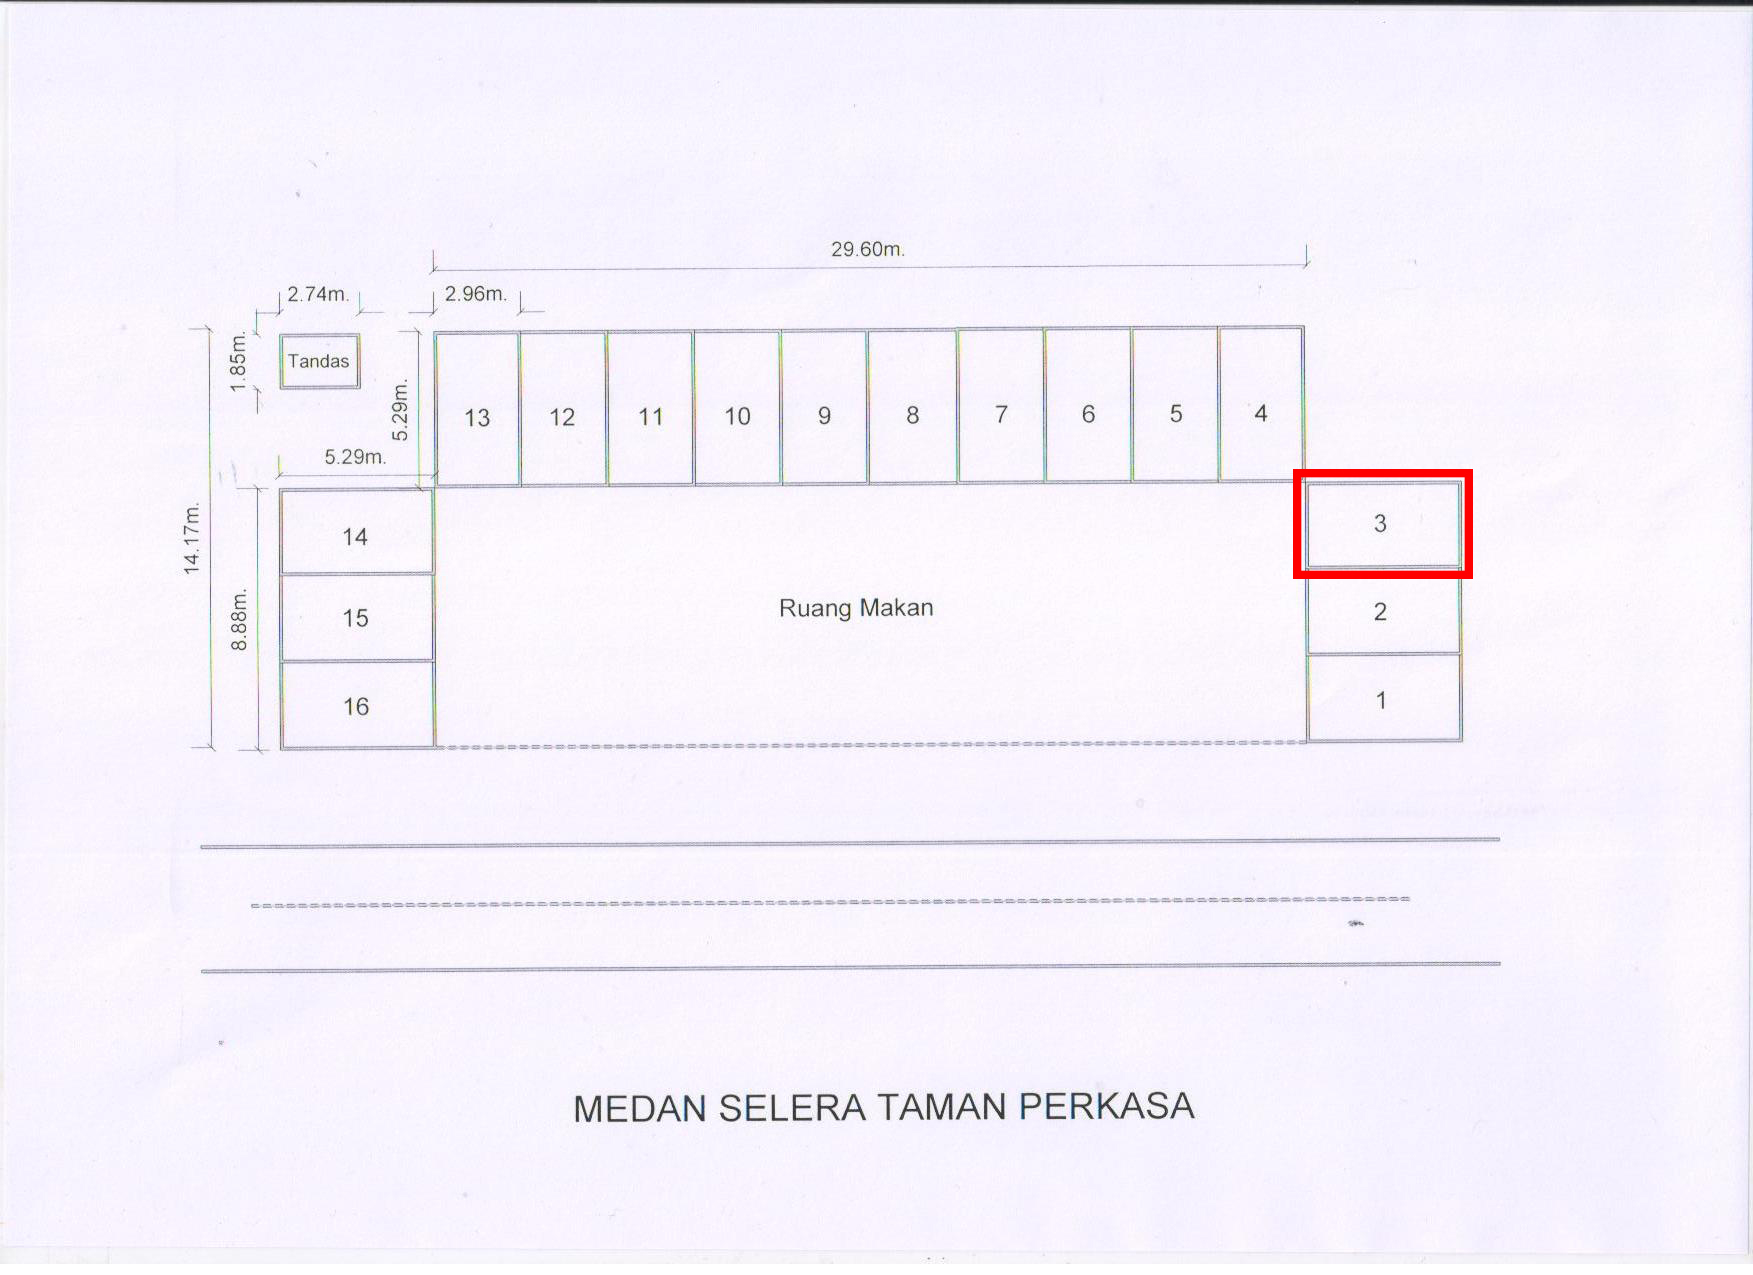 29.60m.
2.74m.
2.96m.
1.85m.
Tandas
5.29m.
13 12 11 10 9 8 7 6 5 4
5.29m.
14.17m.
8.88m.
14
3
15
Ruang Makan
2
16
1
MEDAN SELERA TAMAN PERKASA